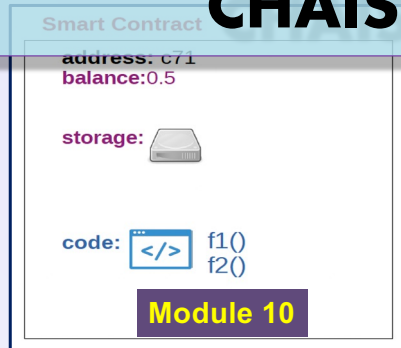 CHAIS
Smart Contract
address: c71
balance:0.5
storage:
code: </> f1()
f2()
Module 10